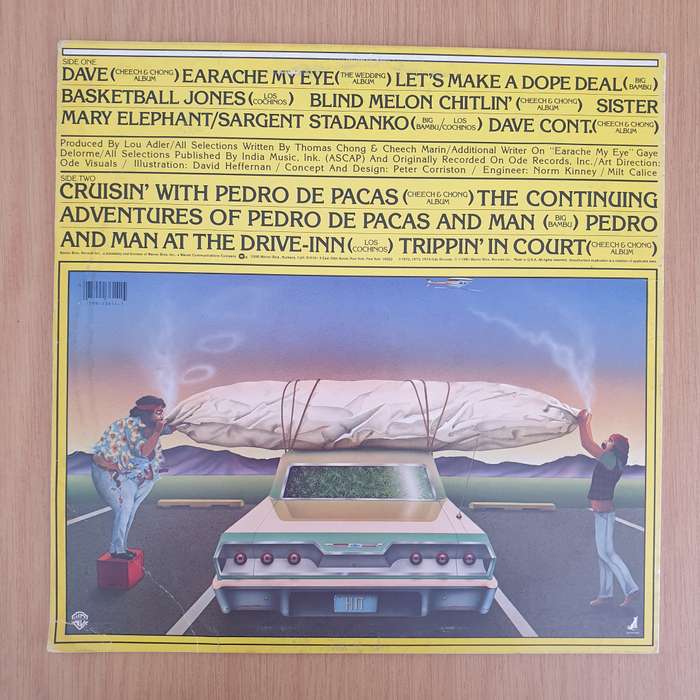 SIDE ONE
DAVE (CHEECH & CHONG ALBUM) EARACHE MY EYE (THE WEDDING ALBUM) LET'S MAKE A DOPE DEAL (BIG BAMBU)
BASKETBALL JONES (LOS COCHINOS) BLIND MELON CHITLIN' (CHEECH & CHONG ALBUM) SISTER
MARY ELEPHANT/SARGENT STADANKO (BIG BAMBU / LOS COCHINOS) DAVE CONT. (CHEECH & CHONG ALBUM)
Produced By Lou Adler/All Selections Written By Thomas Chong & Cheech Marin/Additional Writer On "Earache My Eye" Gaye
Delorme/All Selections Published By India Music, Ink. (ASCAP) And Originally Recorded On Ode Records, Inc./Art Direction:
Ode Visuals / Illustration: David Heffernan / Concept And Design: Peter Corriston / Engineer: Norm Kinney / Milt Calice
SIDE TWO
CRUISIN' WITH PEDRO DE PACAS (CHEECH & CHONG ALBUM) THE CONTINUING
ADVENTURES OF PEDRO DE PACAS AND MAN (BIG BAMBU) PEDRO
AND MAN AT THE DRIVE-INN (LOS COCHINOS) TRIPPIN' IN COURT (CHEECH & CHONG ALBUM)
HIT